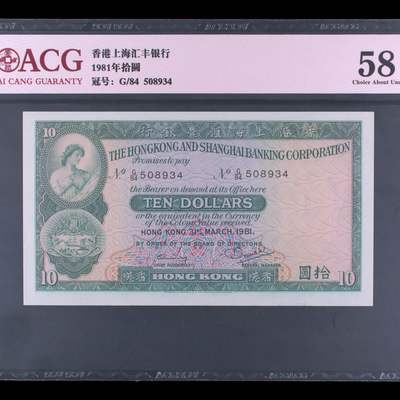 ACG
AI CANG GUARANTY
香港上海汇丰银行
1981年拾圓
冠号: G/84 508934
58
Choice About Unc
10
10
THE HONGKONG AND SHANGHAI BANKING CORPORATION
Promises to pay
Nº G/84 508934
Nº G/84 508934
the Bearer on demand at its Office here
TEN DOLLARS
or the equivalent in the Currency
of the Colony value received.
HONG KONG 31ST MARCH, 1981.
BY ORDER OF THE BOARD OF DIRECTORS
10
HONG KONG
圓拾
10